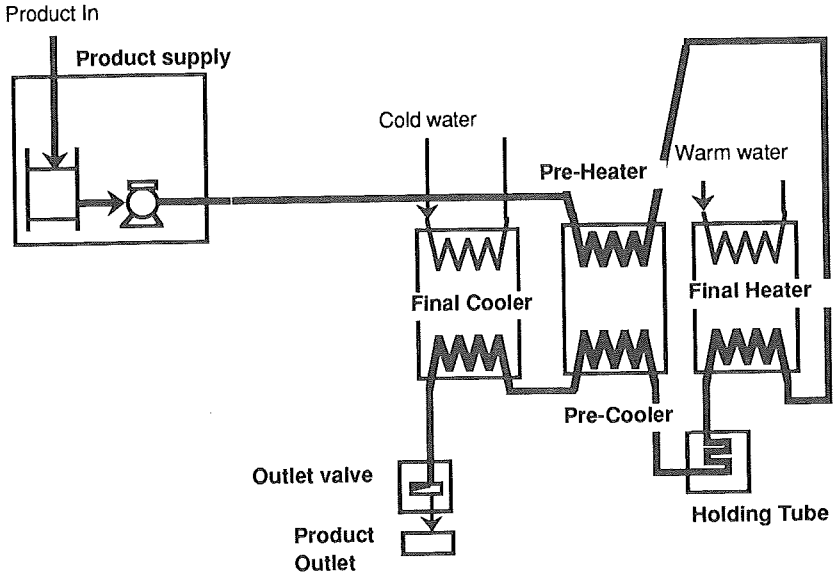 Product In
Product supply
Cold water
Pre-Heater
Warm water
Final Cooler
Final Heater
Pre-Cooler
Outlet valve
Holding Tube
Product
Outlet